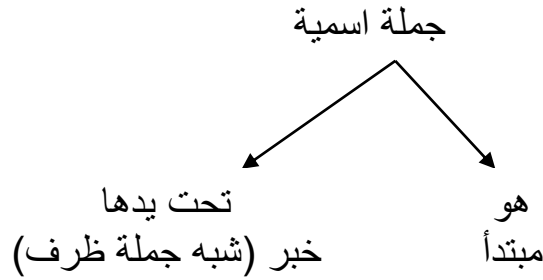 جملة اسمية
هو
تحت يدها
مبتدأ
خبر (شبه جملة ظرف)